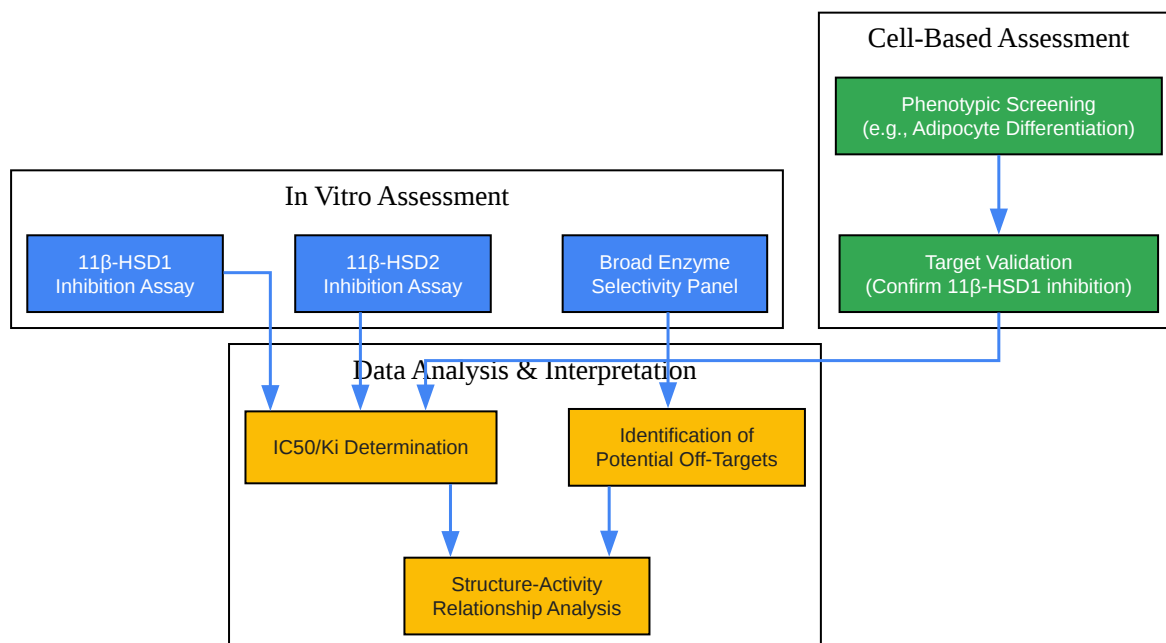 Cell-Based Assessment
Phenotypic Screening
(e.g., Adipocyte Differentiation)
In Vitro Assessment
11β-HSD1
Inhibition Assay
11β-HSD2
Inhibition Assay
Broad Enzyme
Selectivity Panel
Target Validation
(Confirm 11β-HSD1 inhibition)
Data Analysis & Interpretation
IC50/Ki Determination
Identification of
Potential Off-Targets
Structure-Activity
Relationship Analysis